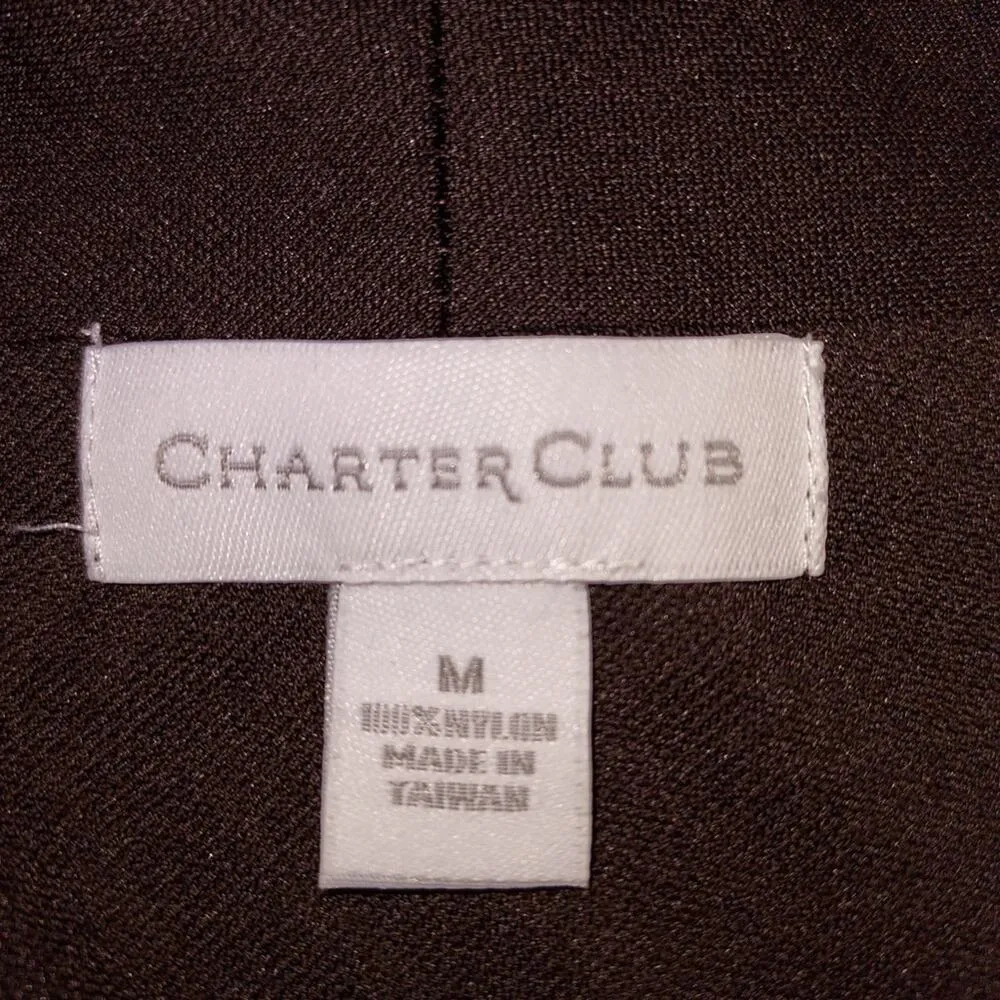 CHARTER CLUB
M
100% NYLON
MADE IN
TAIWAN